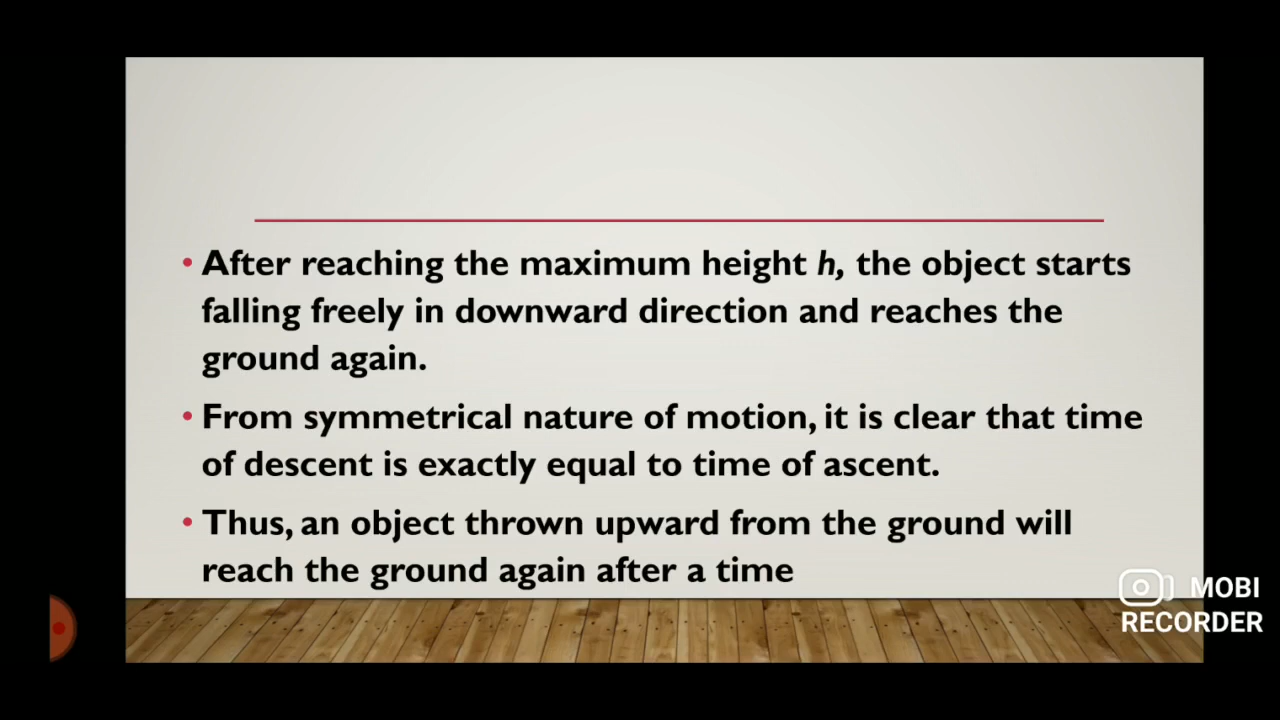 • After reaching the maximum height h, the object starts
falling freely in downward direction and reaches the
ground again.
• From symmetrical nature of motion, it is clear that time
of descent is exactly equal to time of ascent.
• Thus, an object thrown upward from the ground will
reach the ground again after a time
MOBI
RECORDER